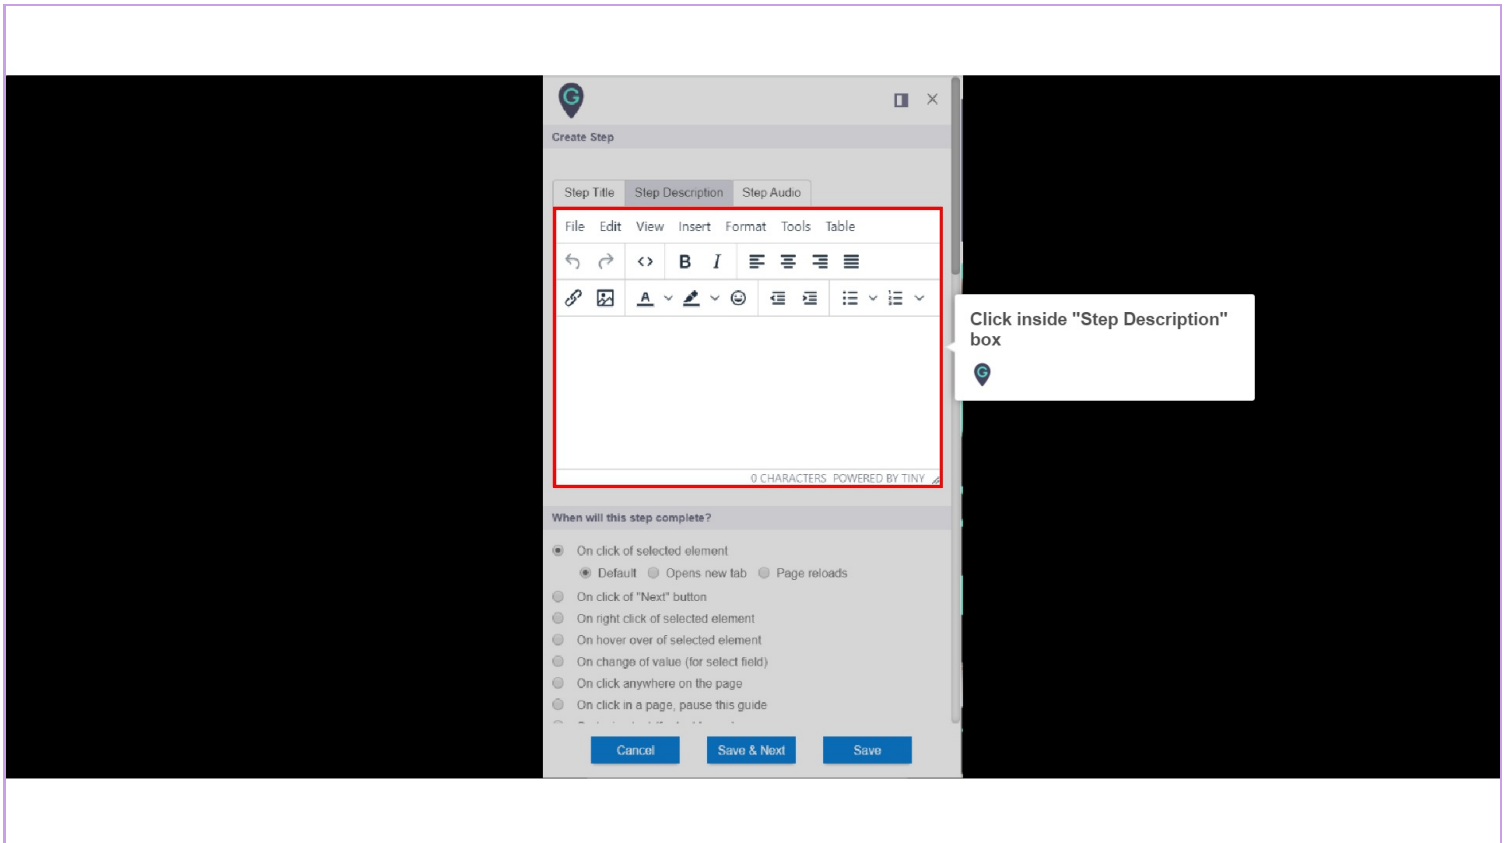 G
Create Step
Step Title Step Description Step Audio
File Edit View Insert Format Tools Table
B I
A
0 CHARACTERS POWERED BY TINY
Click inside "Step Description"
box
G
When will this step complete?
On click of selected element
Default Opens new tab Page reloads
On click of "Next" button
On right click of selected element
On hover over of selected element
On change of value (for select field)
On click anywhere on the page
On click in a page, pause this guide
Cancel Save & Next Save